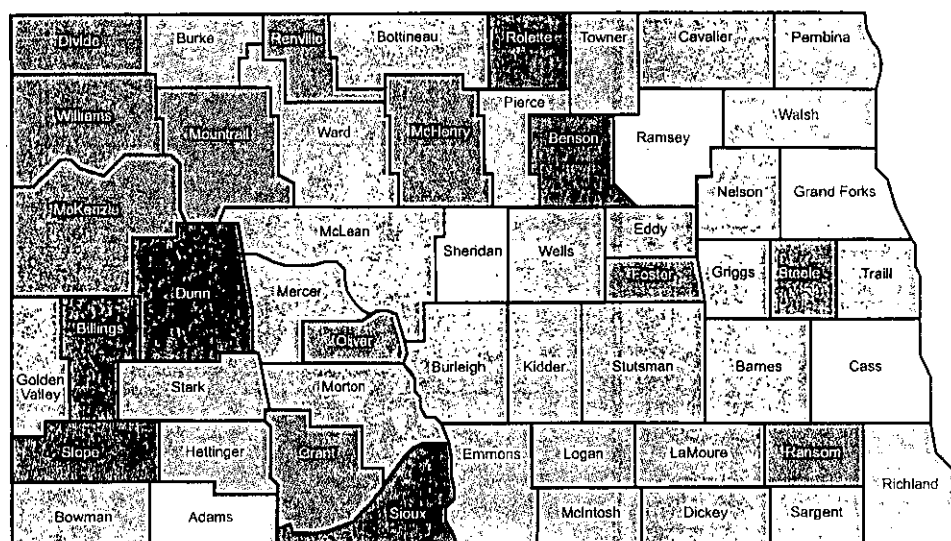 Divide
Burke
Renville
Bottineau
Rolette
Towner
Cavalier
Pembina
Williams
Mountrail
Ward
McHenry
Pierce
Benson
Ramsey
Walsh
Nelson
Grand Forks
McKenzie
Dunn
McLean
Mercer
Oliver
Sheridan
Wells
Eddy
Foster
Griggs
Steele
Traill
Billings
Golden
Valley
Stark
Morton
Burleigh
Kidder
Stutsman
Barnes
Cass
Slope
Hettinger
Grant
Sioux
Emmons
Logan
LaMoure
Ransom
Richland
Bowman
Adams
McIntosh
Dickey
Sargent